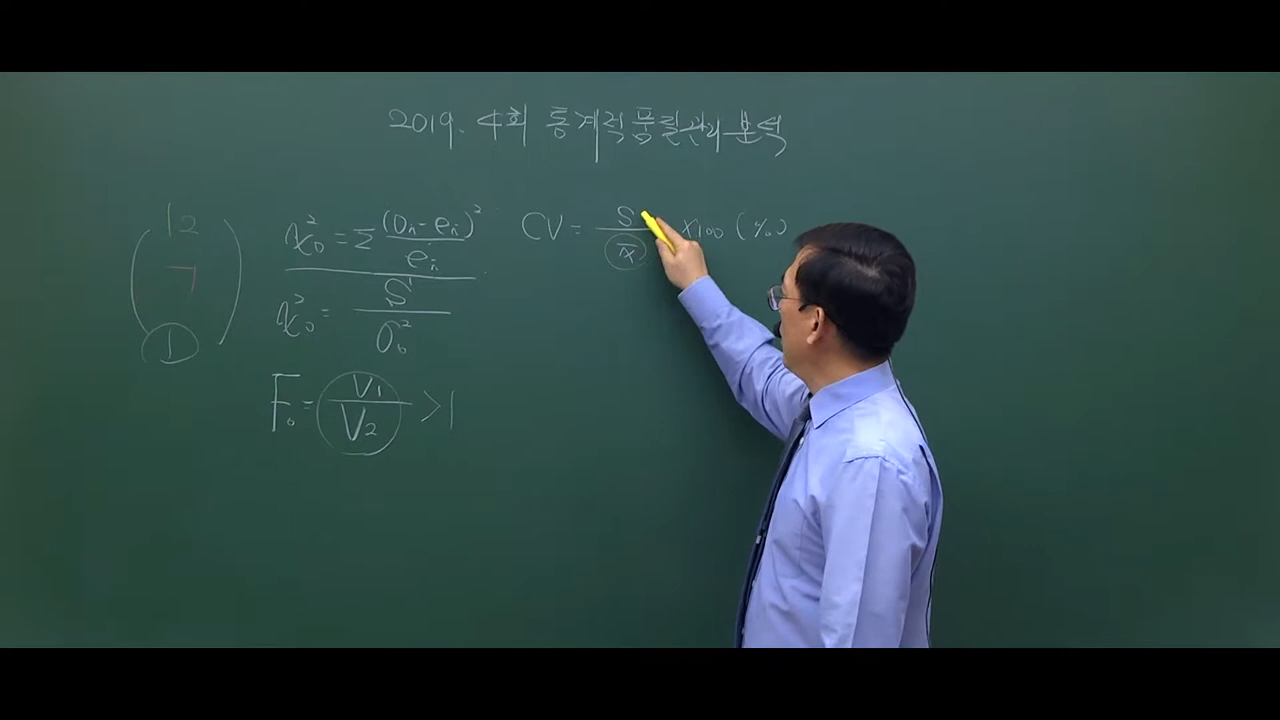 2019. 4회 통계적품질관리분석
12
7
D
χ₀² = Σ (Oᵢ - eᵢ)² / eᵢ
χ₀² = S / σ₀²
F₀ = V₁ / V₂ > 1
CV = S / x̄ ×100 (%)